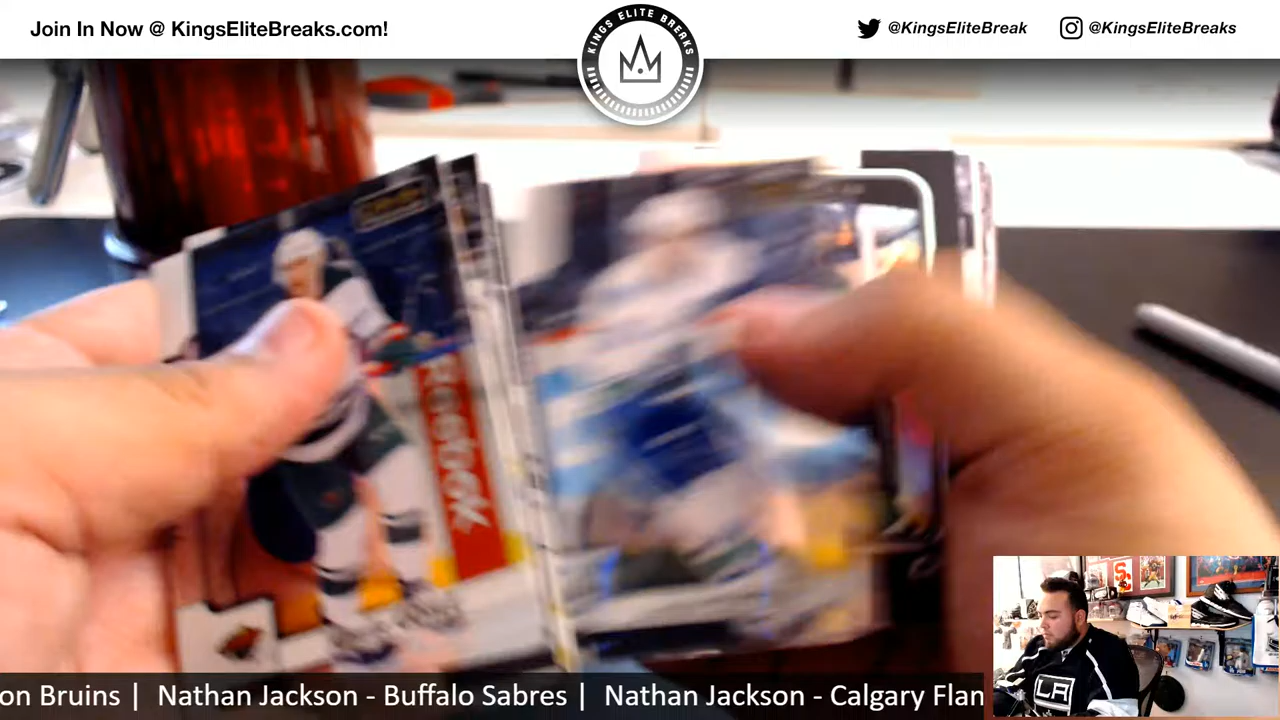 Join In Now @ KingsEliteBreaks.com!
KINGS ELITE BREAKS
@KingsEliteBreak
@KingsEliteBreaks
LA
on Bruins | Nathan Jackson - Buffalo Sabres | Nathan Jackson - Calgary Flan